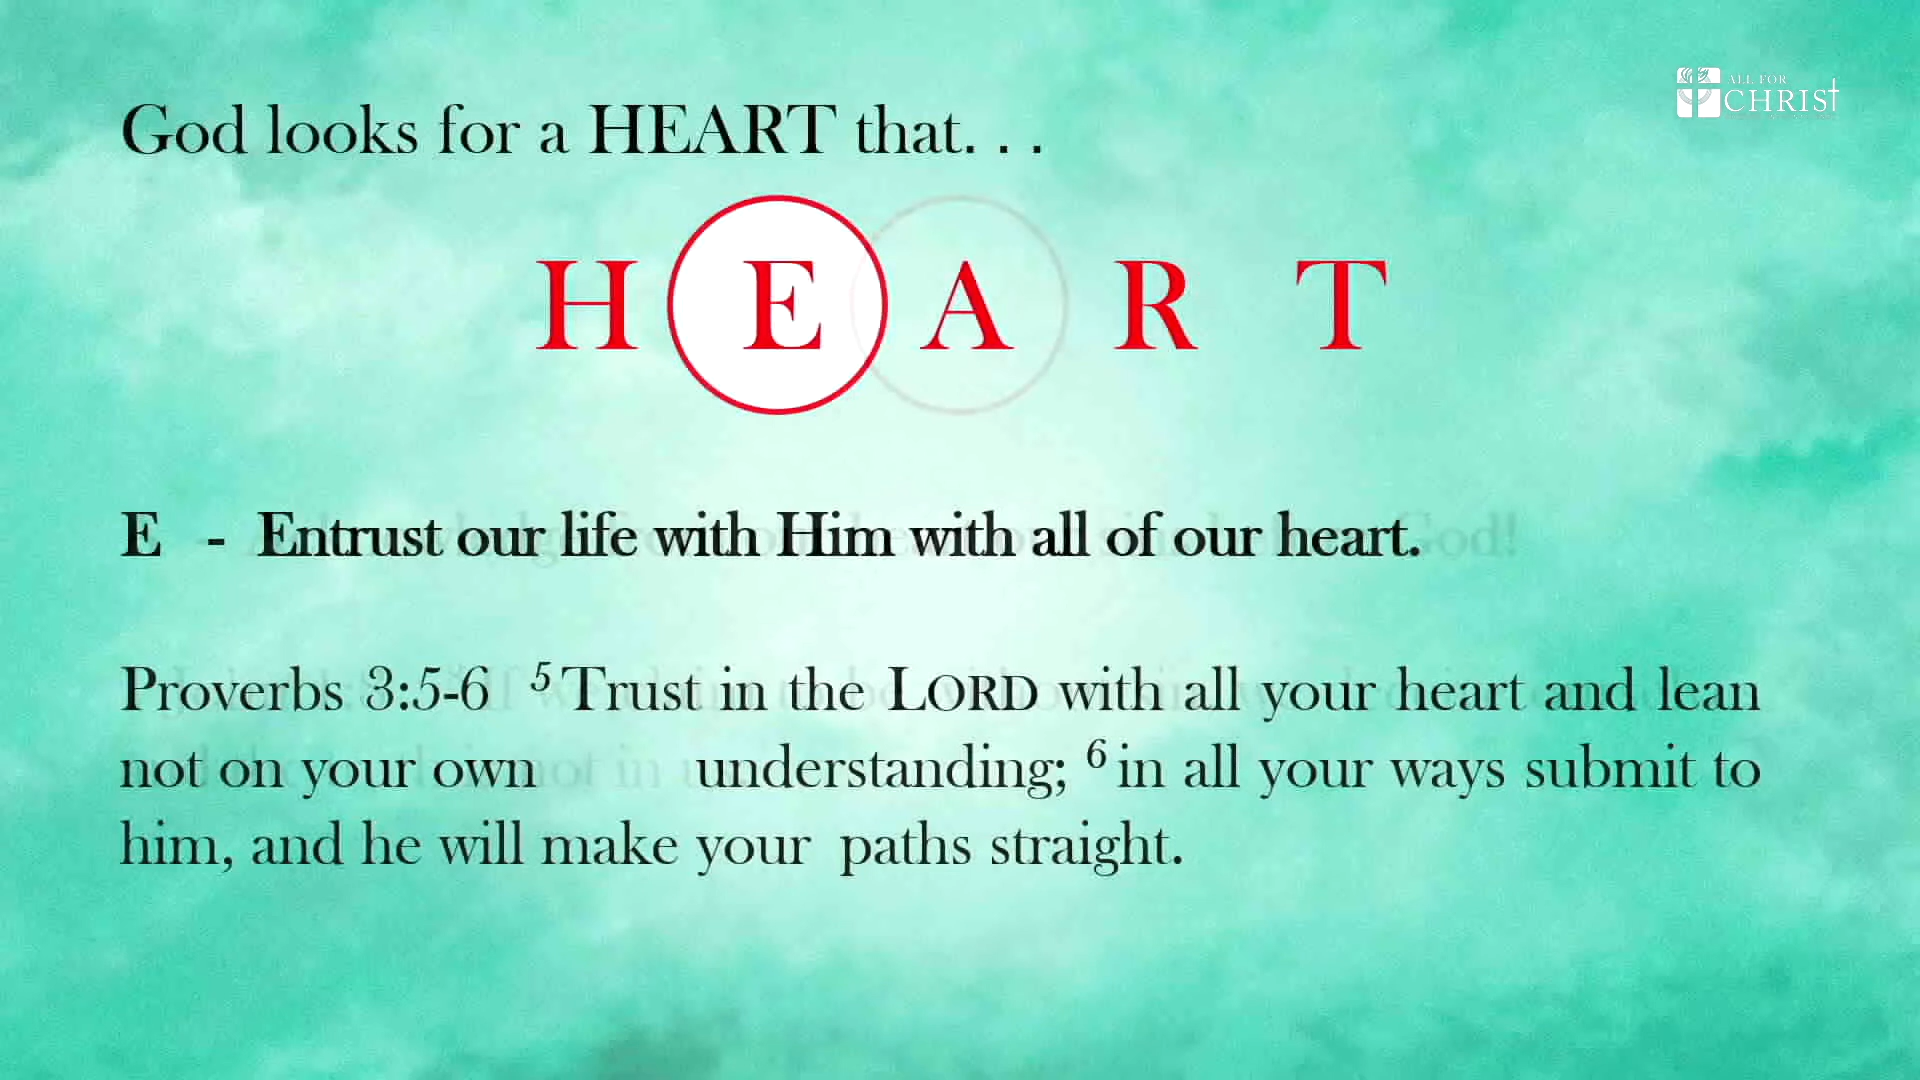 ALL FOR
CHRIST
God looks for a HEART that. . .
H E A R T
E - Entrust our life with Him with all of our heart.
God!
Proverbs 3:5-6 5 Trust in the LORD with all your heart and lean
not on your own understanding; 6 in all your ways submit to
him, and he will make your paths straight.